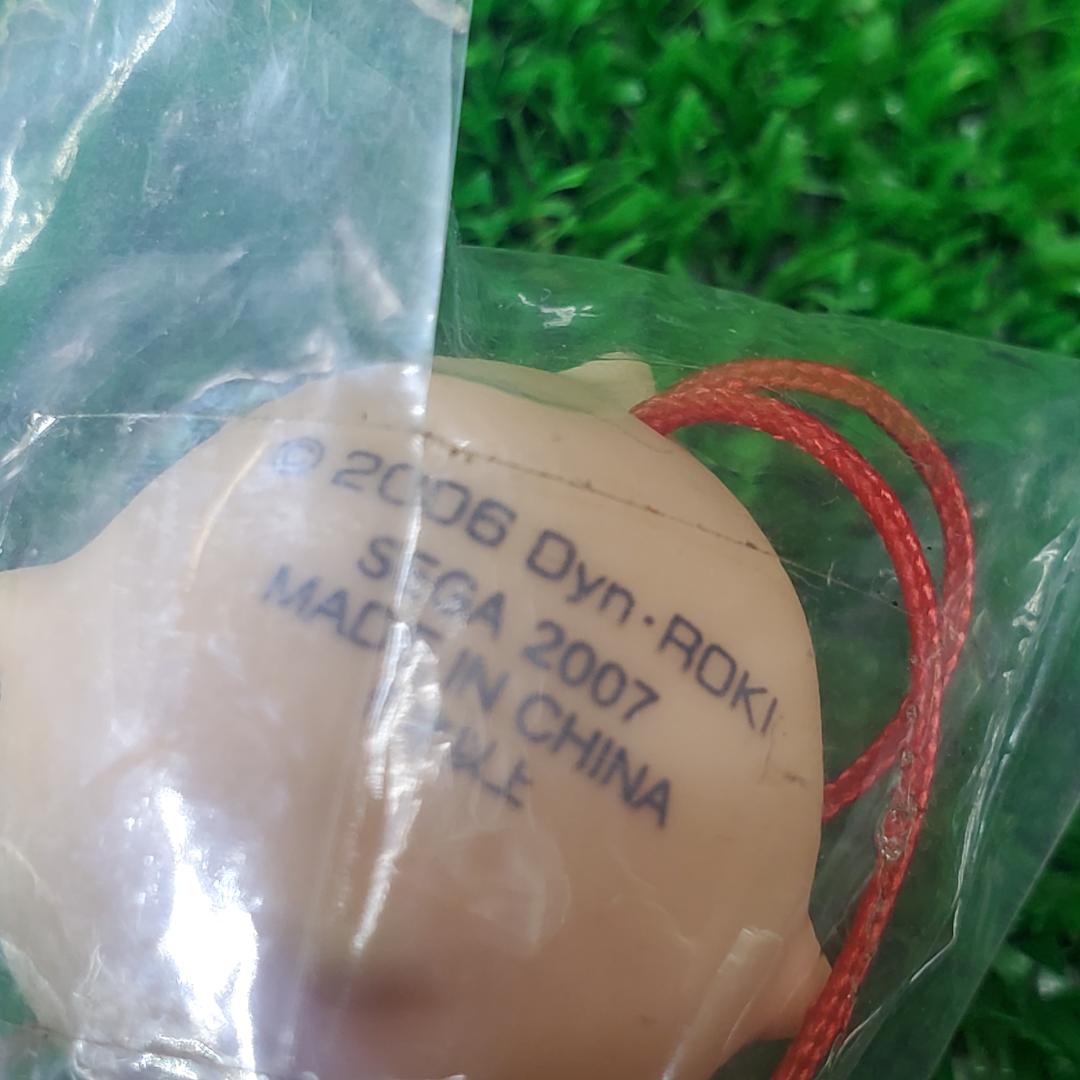 © 2006 Dyn·ROKI
SEGA 2007
MADE IN CHINA